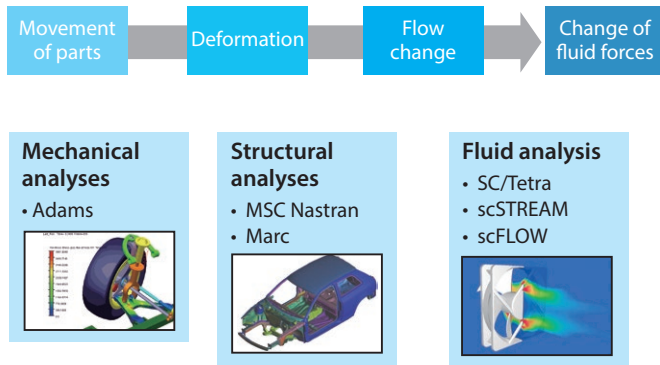 Movement
of parts
Deformation
Flow
change
Change of
fluid forces
Mechanical
analyses
• Adams
Structural
analyses
• MSC Nastran
• Marc
Fluid analysis
• SC/Tetra
• scSTREAM
• scFLOW